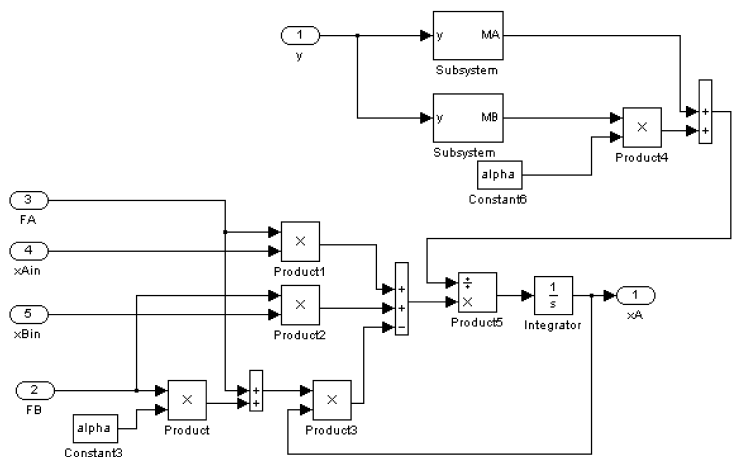 1
y
y MA
Subsystem
y MB
Subsystem
×
Product4
+
+
alpha
Constant6
3
FA
4
xAin
×
Product1
5
xBin
×
Product2
+
+
−
÷
×
Product5
1
s
Integrator
1
xA
2
FB
alpha
Constant3
×
Product
+
+
×
Product3